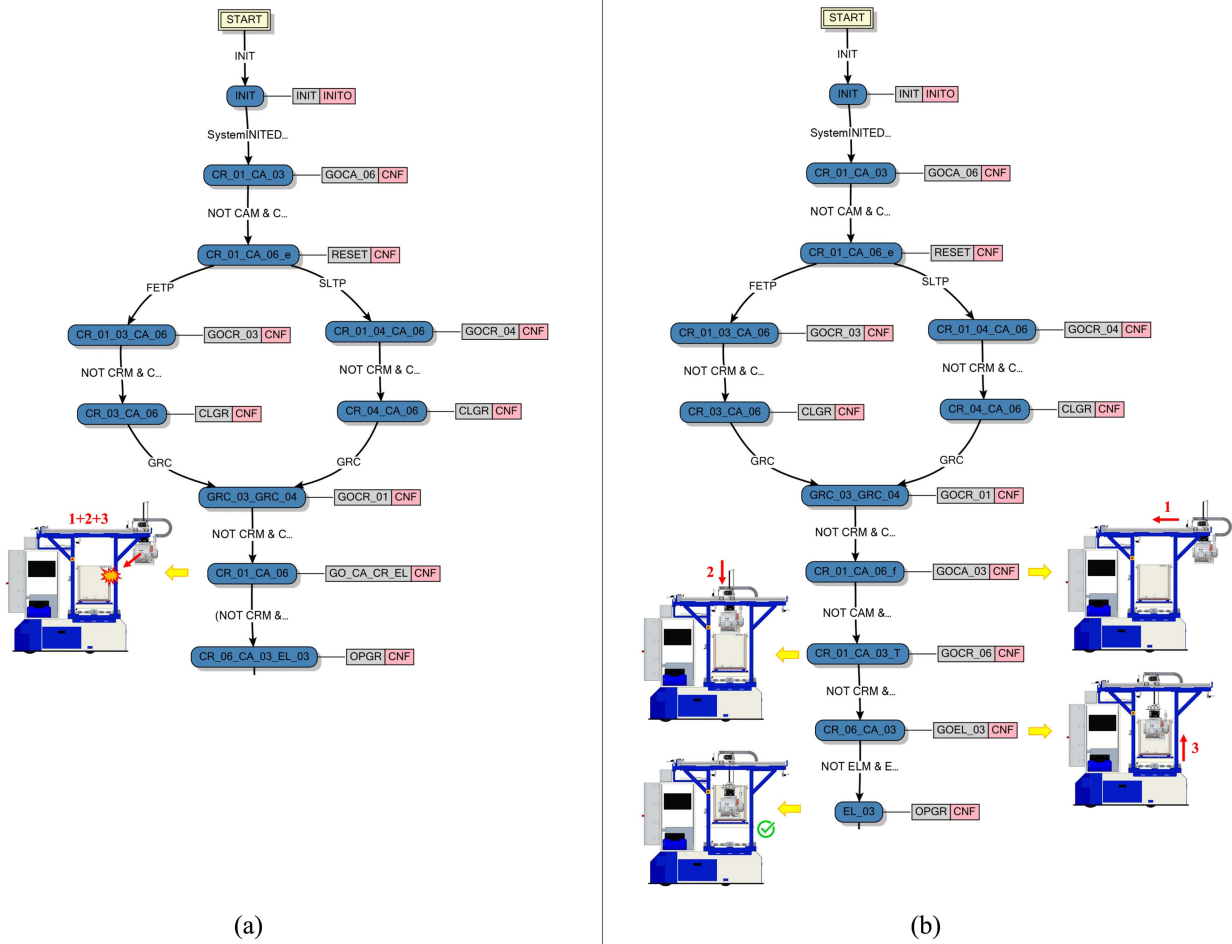 START
INIT
INIT INIT INITO
SystemINITED...
CR_01_CA_03 GOCA_06 CNF
NOT CAM & C...
CR_01_CA_06_e RESET CNF
FETP SLTP
CR_01_03_CA_06 GOCR_03 CNF CR_01_04_CA_06 GOCR_04 CNF
NOT CRM & C... NOT CRM & C...
CR_03_CA_06 CLGR CNF CR_04_CA_06 CLGR CNF
GRC GRC
GRC_03_GRC_04 GOCR_01 CNF
1+2+3
NOT CRM & C...
CR_01_CA_06 GO_CA_CR_EL CNF
(NOT CRM &...
CR_06_CA_03_EL_03 OPGR CNF
(a)
START
INIT
INIT INIT INITO
SystemINITED...
CR_01_CA_03 GOCA_06 CNF
NOT CAM & C...
CR_01_CA_06_e RESET CNF
FETP SLTP
CR_01_03_CA_06 GOCR_03 CNF CR_01_04_CA_06 GOCR_04 CNF
NOT CRM & C... NOT CRM & C...
CR_03_CA_06 CLGR CNF CR_04_CA_06 CLGR CNF
GRC GRC
GRC_03_GRC_04 GOCR_01 CNF
1
NOT CRM & C...
CR_01_CA_06_f GOCA_03 CNF
2
NOT CAM &...
CR_01_CA_03_T GOCR_06 CNF
NOT CRM &...
CR_06_CA_03 GOEL_03 CNF
3
NOT ELM & E...
EL_03 OPGR CNF
(b)